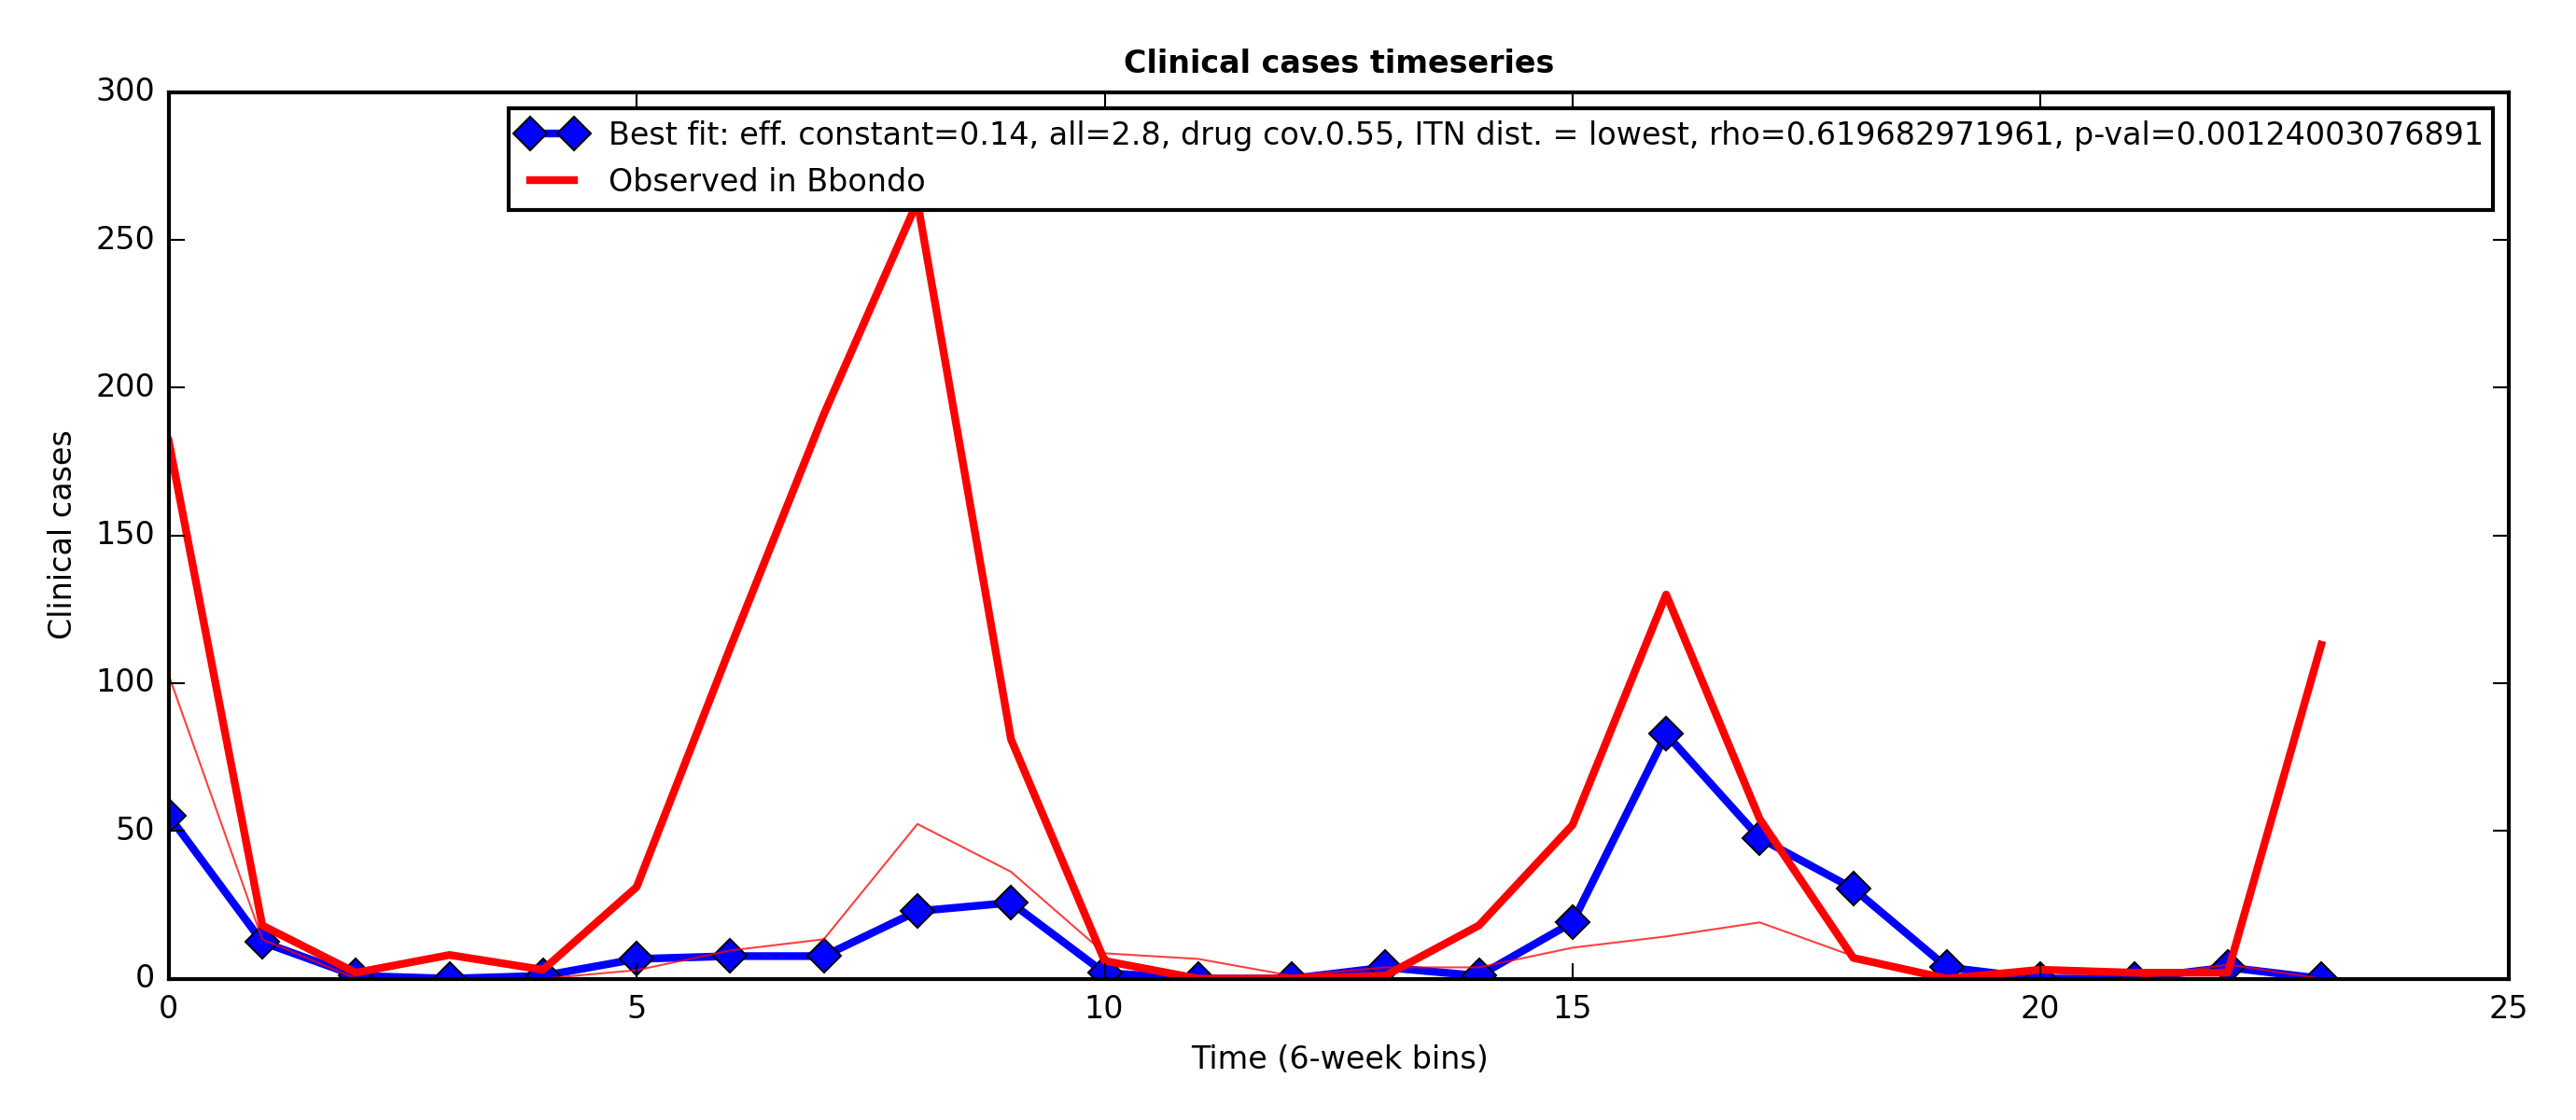 Clinical cases timeseries
Best fit: eff. constant=0.14, all=2.8, drug cov.0.55, ITN dist. = lowest, rho=0.619682971961, p-val=0.00124003076891
Observed in Bbondo
300
250
200
150
100
50
0
Clinical cases
0 5 10 15 20 25
Time (6-week bins)